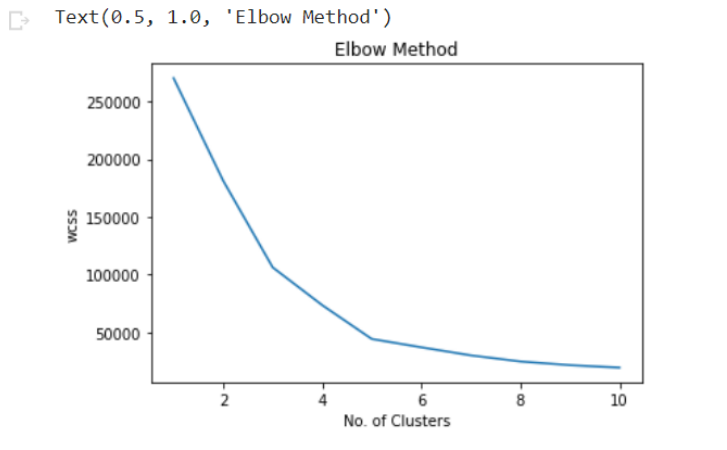 Text(0.5, 1.0, 'Elbow Method')
Elbow Method
250000
200000
150000
100000
50000
wcss
2 4 6 8 10
No. of Clusters